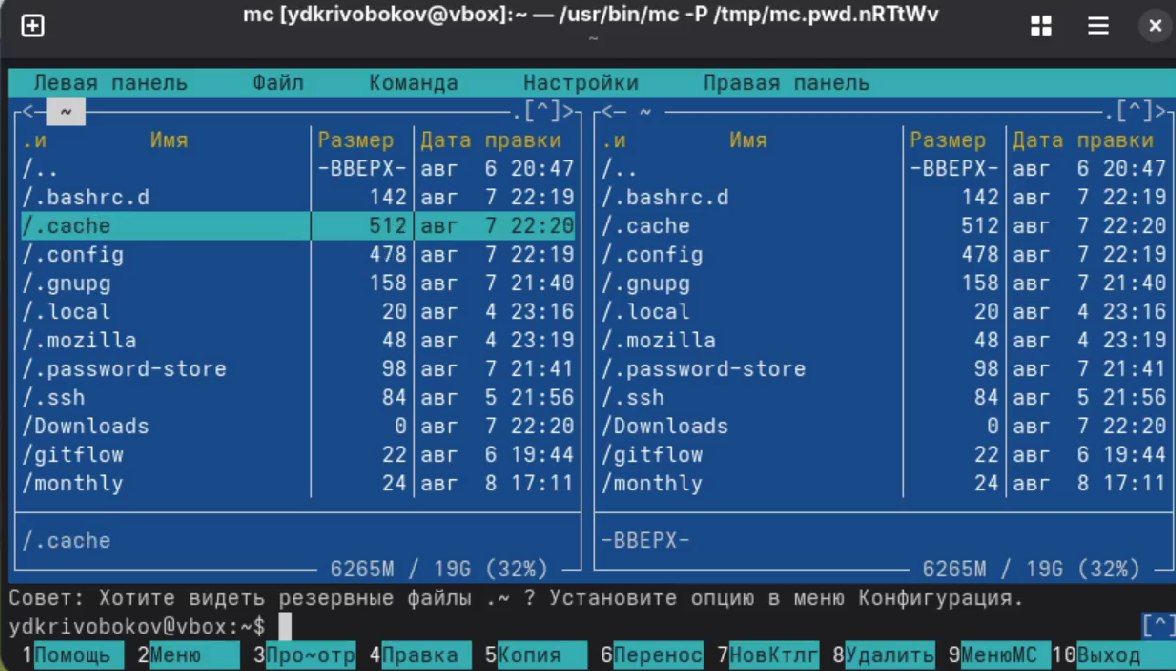 mc [ydkrivobokov@vbox]:~ — /usr/bin/mc -P /tmp/mc.pwd.nRTtWv
~
Левая панель Файл Команда Настройки Правая панель
<— ~ .[^]> <— ~ .[^]>
.и Имя Размер Дата правки .и Имя Размер Дата правки
/.. -ВВЕРХ- авг 6 20:47 /.. -ВВЕРХ- авг 6 20:47
/.bashrc.d 142 авг 7 22:19 /.bashrc.d 142 авг 7 22:19
/.cache 512 авг 7 22:20 /.cache 512 авг 7 22:20
/.config 478 авг 7 22:19 /.config 478 авг 7 22:19
/.gnupg 158 авг 7 21:40 /.gnupg 158 авг 7 21:40
/.local 20 авг 4 23:16 /.local 20 авг 4 23:16
/.mozilla 48 авг 4 23:19 /.mozilla 48 авг 4 23:19
/.password-store 98 авг 7 21:41 /.password-store 98 авг 7 21:41
/.ssh 84 авг 5 21:56 /.ssh 84 авг 5 21:56
/Downloads 0 авг 7 22:20 /Downloads 0 авг 7 22:20
/gitflow 22 авг 6 19:44 /gitflow 22 авг 6 19:44
/monthly 24 авг 8 17:11 /monthly 24 авг 8 17:11
/.cache -ВВЕРХ-
6265M / 19G (32%) 6265M / 19G (32%)
Совет: Хотите видеть резервные файлы .~ ? Установите опцию в меню Конфигурация.
ydkrivobokov@vbox:~$ [^]
1Помощь 2Меню 3Про~отр 4Правка 5Копия 6Перенос 7НовКтлг 8Удалить 9МенюМС 10Выход